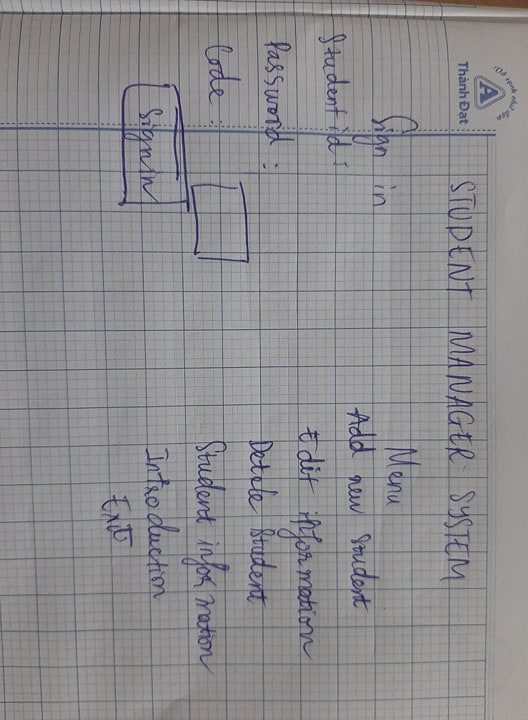 Để sạch chữ đẹp
Thành Đạt
STUDENT MANAGER SYSTEM
Sign in
Student id :
Password :
Code :
Sign in
Menu
Add new student
Edit information
Detele Student
Student information
Introduction
Exit